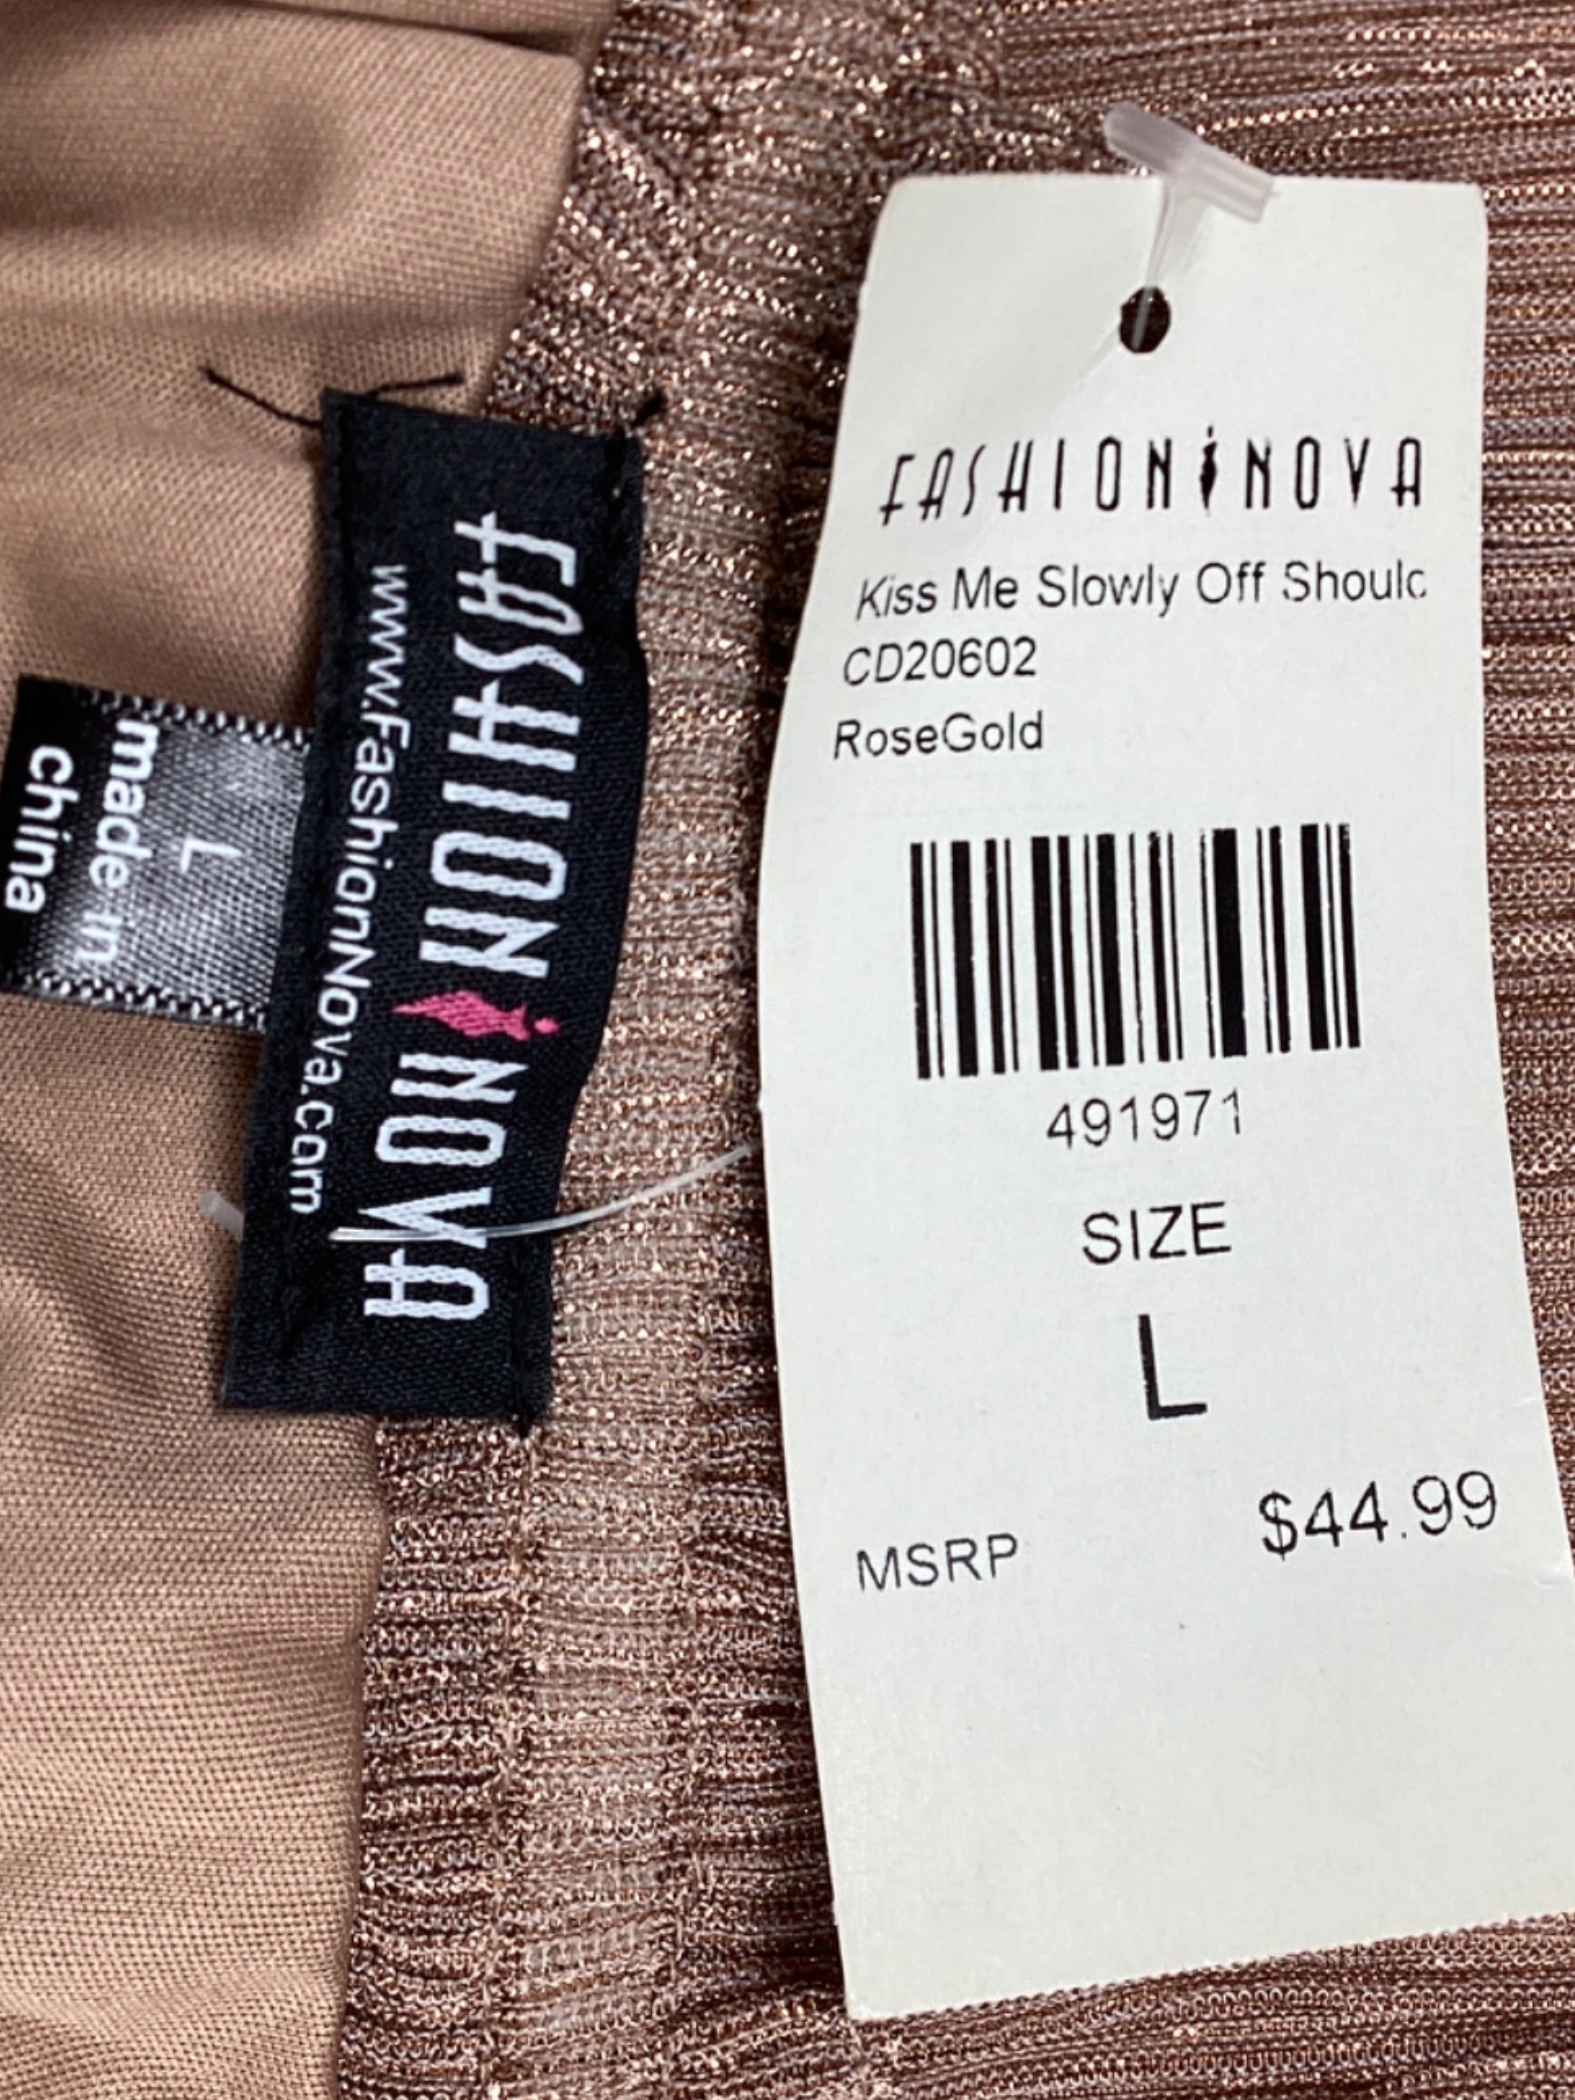 FASHION NOVA
www.FashionNova.com
L
made in
china
FASHION NOVA
Kiss Me Slowly Off Should
CD20602
RoseGold
491971
SIZE
L
MSRP $44.99